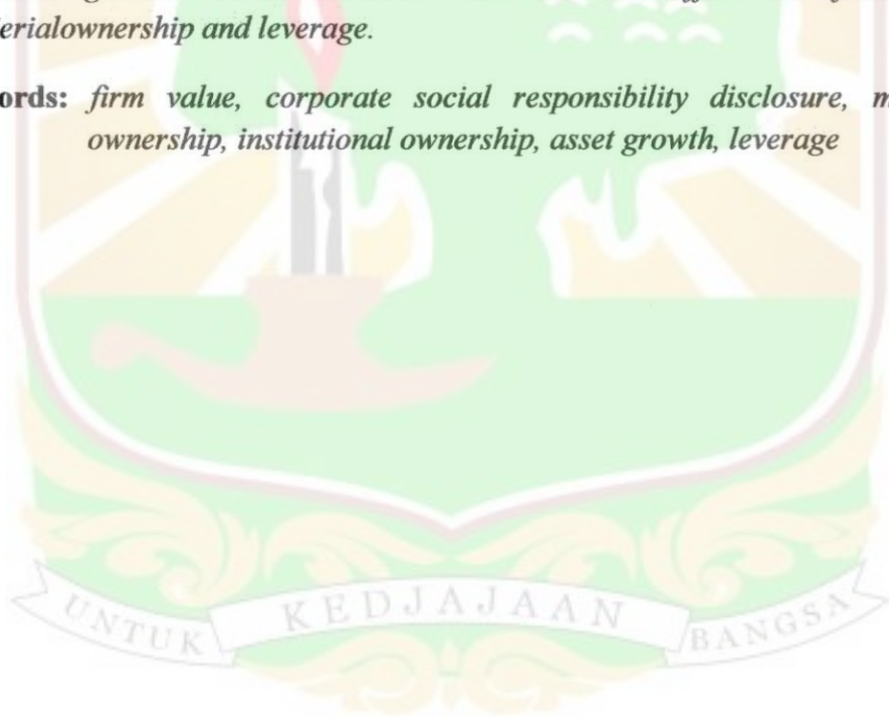 erialownership and leverage.
ords: firm value, corporate social responsibility disclosure, m
ownership, institutional ownership, asset growth, leverage
UNTUK KEDJAJAAN BANGSA